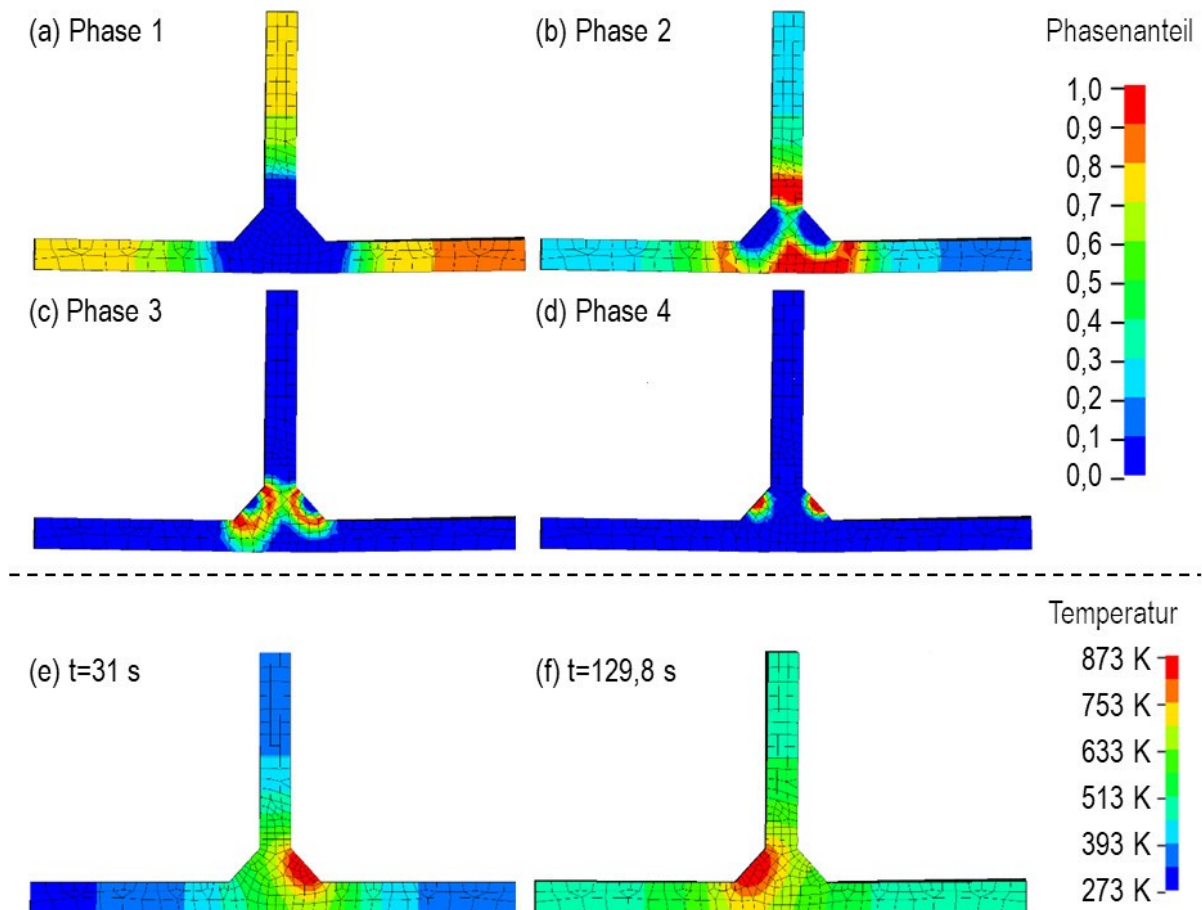 (a) Phase 1
(b) Phase 2
Phasenanteil
1,0
0,9
0,8
0,7
0,6
0,5
0,4
0,3
0,2
0,1
0,0
(c) Phase 3
(d) Phase 4
Temperatur
(e) t=31 s
(f) t=129,8 s
873 K
753 K
633 K
513 K
393 K
273 K